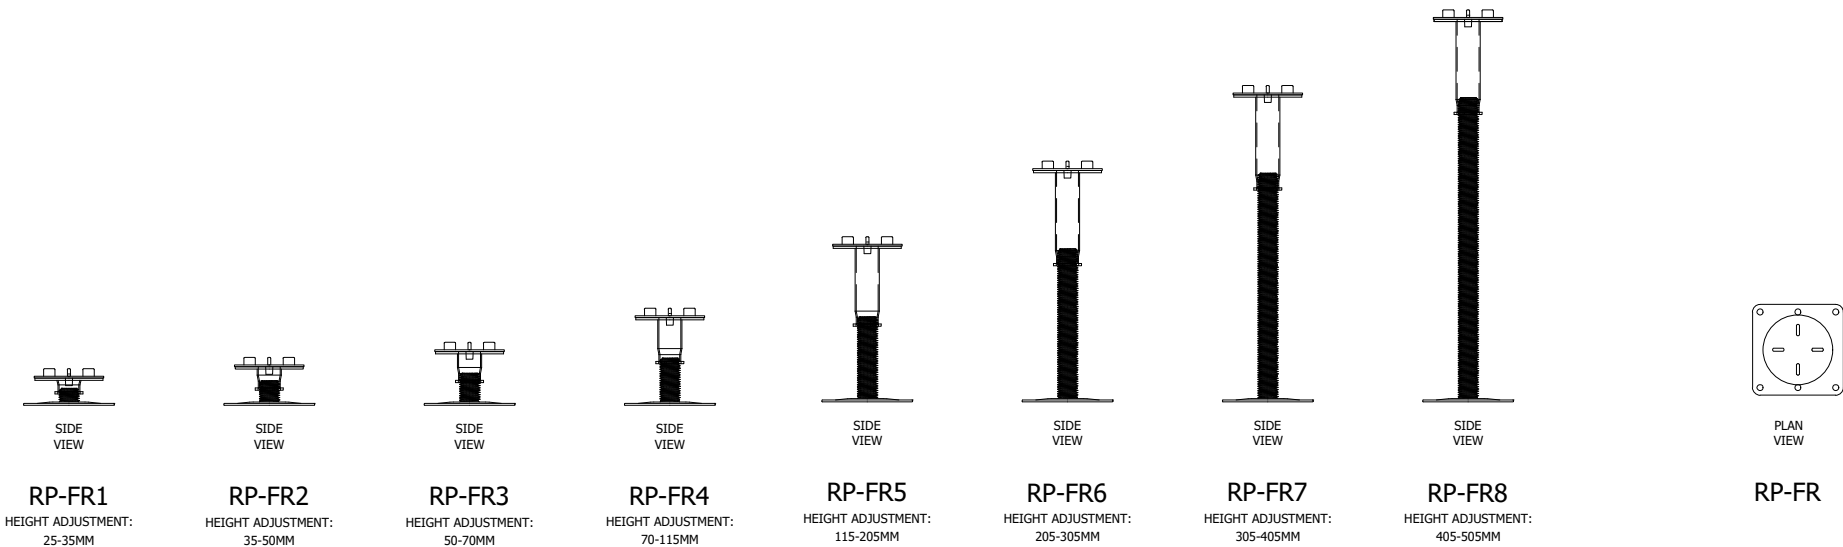 SIDE
VIEW
RP-FR1
HEIGHT ADJUSTMENT:
25-35MM
SIDE
VIEW
RP-FR2
HEIGHT ADJUSTMENT:
35-50MM
SIDE
VIEW
RP-FR3
HEIGHT ADJUSTMENT:
50-70MM
SIDE
VIEW
RP-FR4
HEIGHT ADJUSTMENT:
70-115MM
SIDE
VIEW
RP-FR5
HEIGHT ADJUSTMENT:
115-205MM
SIDE
VIEW
RP-FR6
HEIGHT ADJUSTMENT:
205-305MM
SIDE
VIEW
RP-FR7
HEIGHT ADJUSTMENT:
305-405MM
SIDE
VIEW
RP-FR8
HEIGHT ADJUSTMENT:
405-505MM
PLAN
VIEW
RP-FR